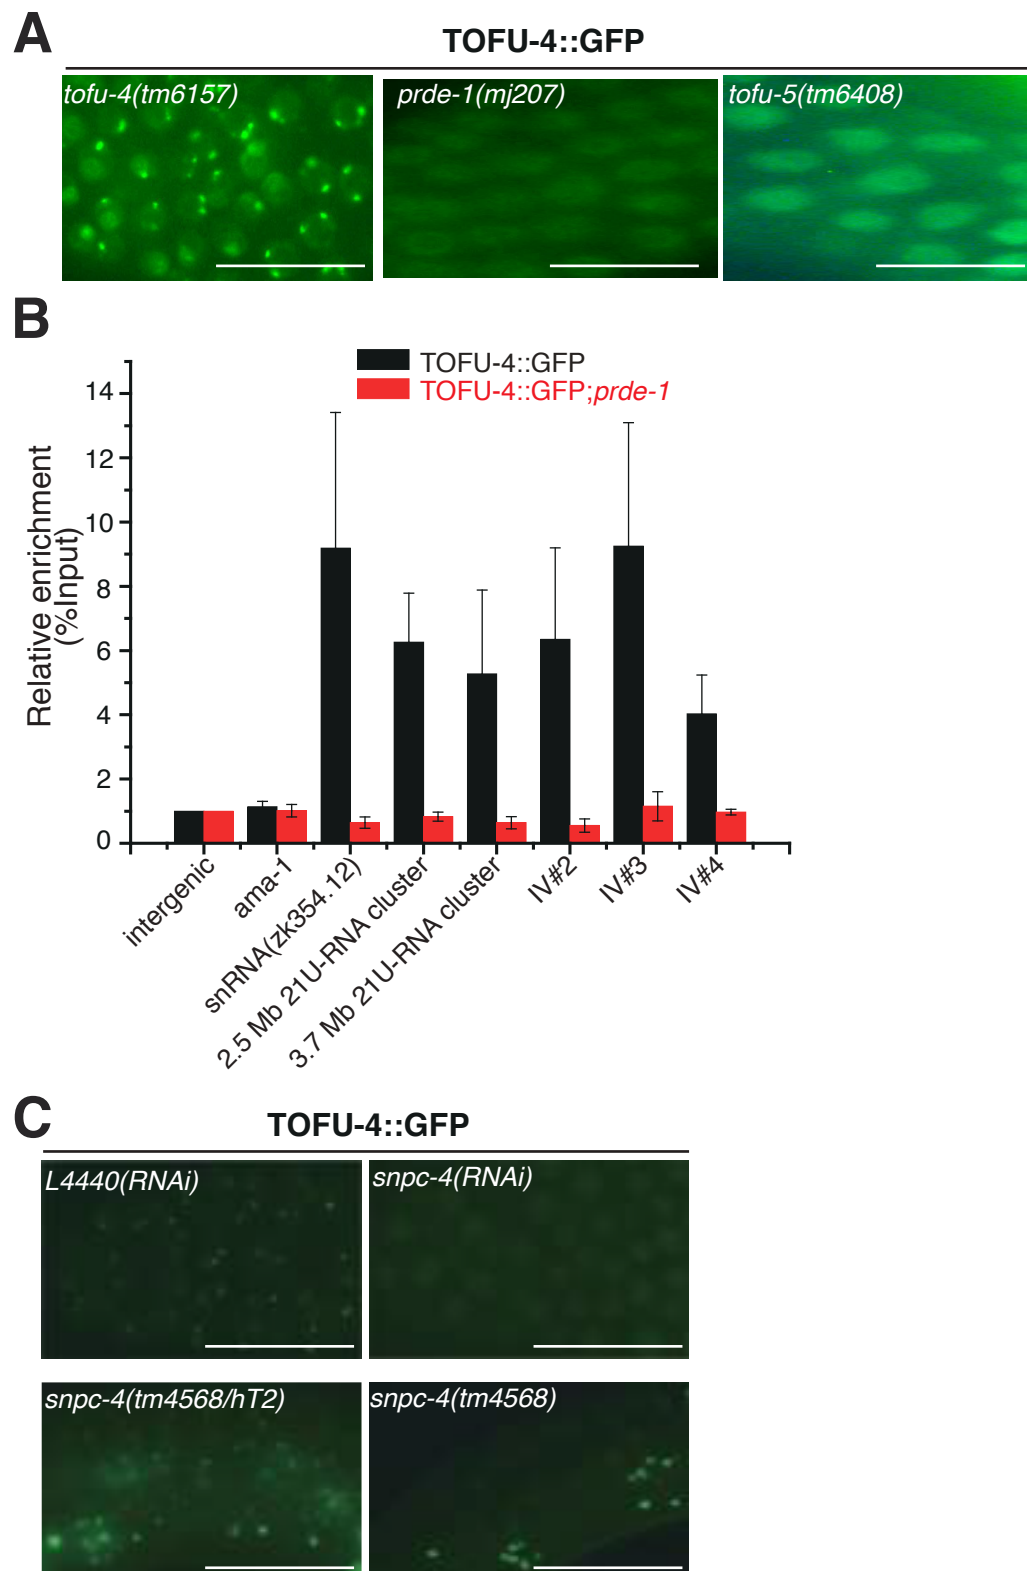 A
TOFU-4::GFP
tofu-4(tm6157)
prde-1(mj207)
tofu-5(tm6408)
B
TOFU-4::GFP
TOFU-4::GFP;prde-1
Relative enrichment
(%Input)
14
12
10
8
6
4
2
0
intergenic
ama-1
snRNA(zk354.12)
2.5 Mb 21U-RNA cluster
3.7 Mb 21U-RNA cluster
IV#2
IV#3
IV#4
C
TOFU-4::GFP
L4440(RNAi)
snpc-4(RNAi)
snpc-4(tm4568/hT2)
snpc-4(tm4568)